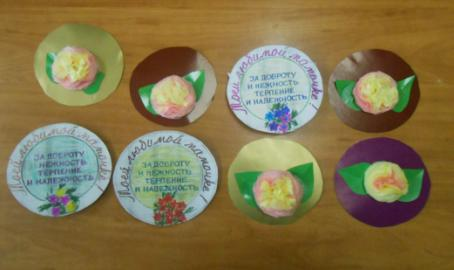 Моей любимой мамочке
ЗА ДОБРОТУ
И НЕЖНОСТЬ
ТЕРПЕНИЕ
И НАДЕЖНОСТЬ
Моей любимой мамочке!
ЗА ДОБРОТУ
И НЕЖНОСТЬ
ТЕРПЕНИЕ
И НАДЕЖНОСТЬ
Моей любимой мамочке!
ЗА ДОБРОТУ
И НЕЖНОСТЬ
ТЕРПЕНИЕ
И НАДЕЖНОСТЬ